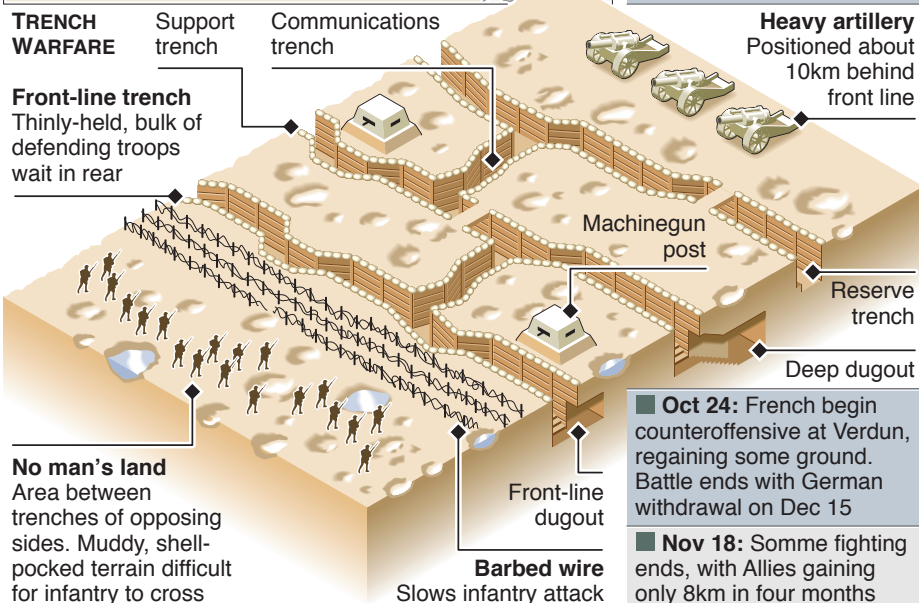 TRENCH
WARFARE
Support
trench
Communications
trench
Heavy artillery
Positioned about
10km behind
front line
Front-line trench
Thinly-held, bulk of
defending troops
wait in rear
Machinegun
post
Reserve
trench
Deep dugout
No man's land
Area between
trenches of opposing
sides. Muddy, shell-
pocked terrain difficult
for infantry to cross
Front-line
dugout
Barbed wire
Slows infantry attack
Oct 24: French begin
counteroffensive at Verdun,
regaining some ground.
Battle ends with German
withdrawal on Dec 15
Nov 18: Somme fighting
ends, with Allies gaining
only 8km in four months